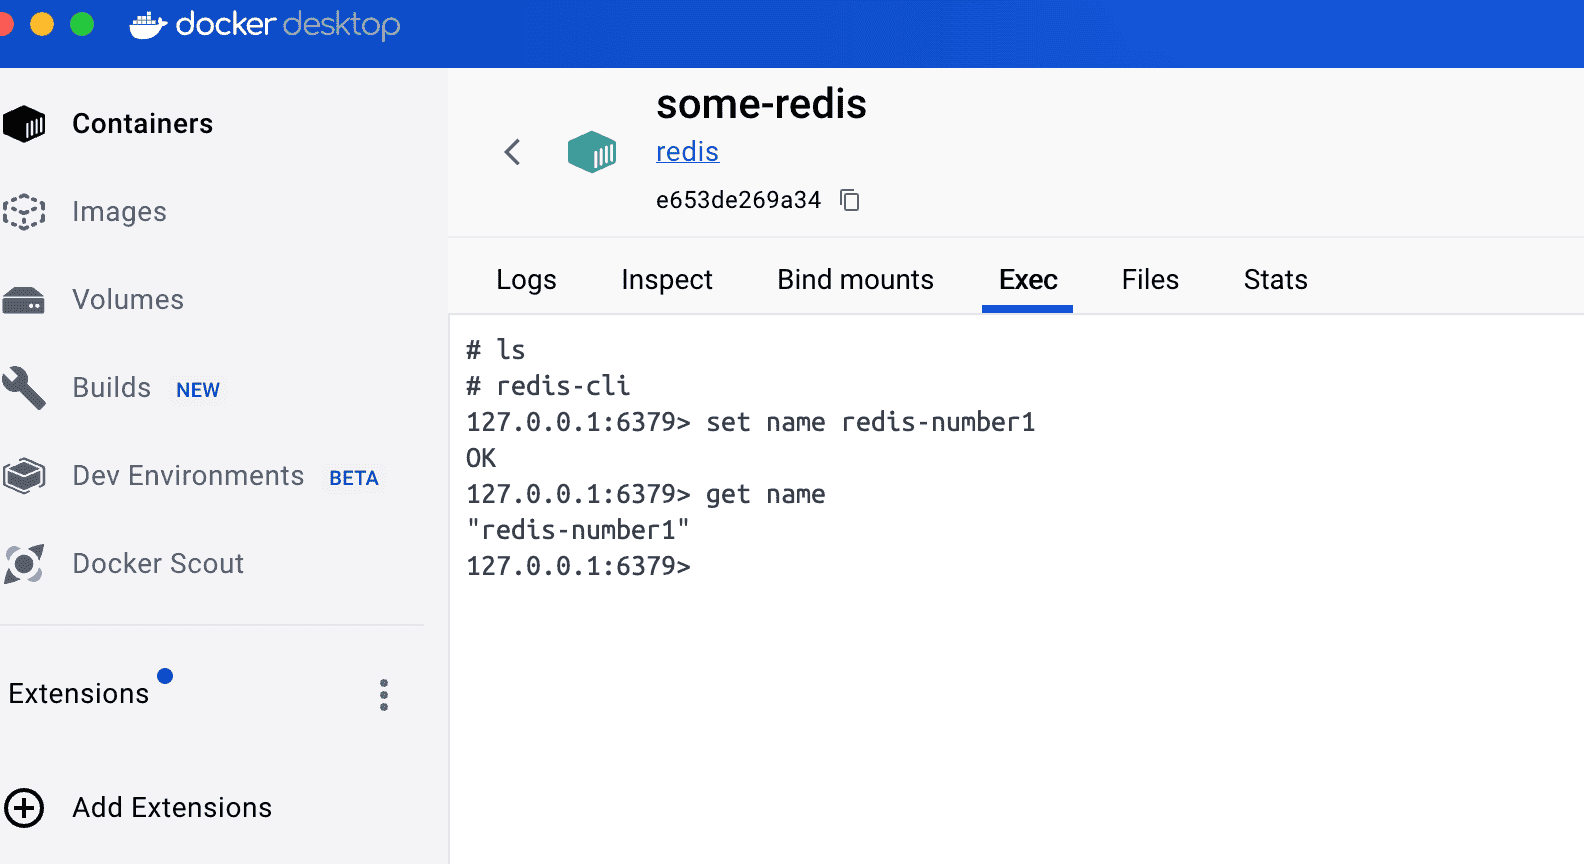 docker desktop
Containers
Images
Volumes
Builds NEW
Dev Environments BETA
Docker Scout
Extensions
Add Extensions
some-redis
redis
e653de269a34
Logs Inspect Bind mounts Exec Files Stats
# ls
# redis-cli
127.0.0.1:6379> set name redis-number1
OK
127.0.0.1:6379> get name
"redis-number1"
127.0.0.1:6379>